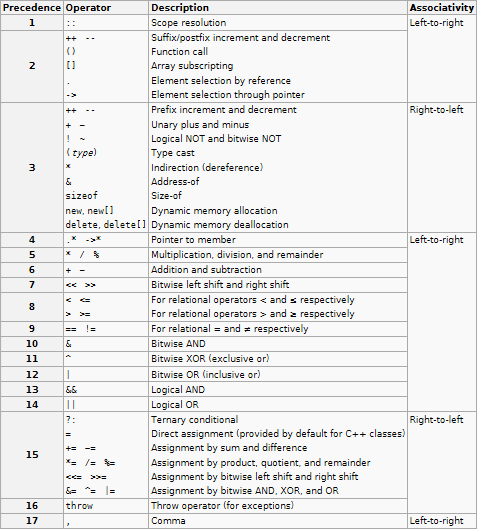 Precedence Operator Description Associativity
1 :: Scope resolution Left-to-right
++ -- Suffix/postfix increment and decrement
() Function call
2 [] Array subscripting
. Element selection by reference
-> Element selection through pointer
++ -- Prefix increment and decrement Right-to-left
+ − Unary plus and minus
! ~ Logical NOT and bitwise NOT
(type) Type cast
3 * Indirection (dereference)
& Address-of
sizeof Size-of
new, new[] Dynamic memory allocation
delete, delete[] Dynamic memory deallocation
4 .* ->* Pointer to member Left-to-right
5 * / % Multiplication, division, and remainder
6 + − Addition and subtraction
7 << >> Bitwise left shift and right shift
8 < <= For relational operators < and ≤ respectively
> >= For relational operators > and ≥ respectively
9 == != For relational = and ≠ respectively
10 & Bitwise AND
11 ^ Bitwise XOR (exclusive or)
12 | Bitwise OR (inclusive or)
13 && Logical AND
14 || Logical OR
?: Ternary conditional Right-to-left
= Direct assignment (provided by default for C++ classes)
+= −= Assignment by sum and difference
15 *= /= %= Assignment by product, quotient, and remainder
<<= >>= Assignment by bitwise left shift and right shift
&= ^= |= Assignment by bitwise AND, XOR, and OR
16 throw Throw operator (for exceptions)
17 , Comma Left-to-right